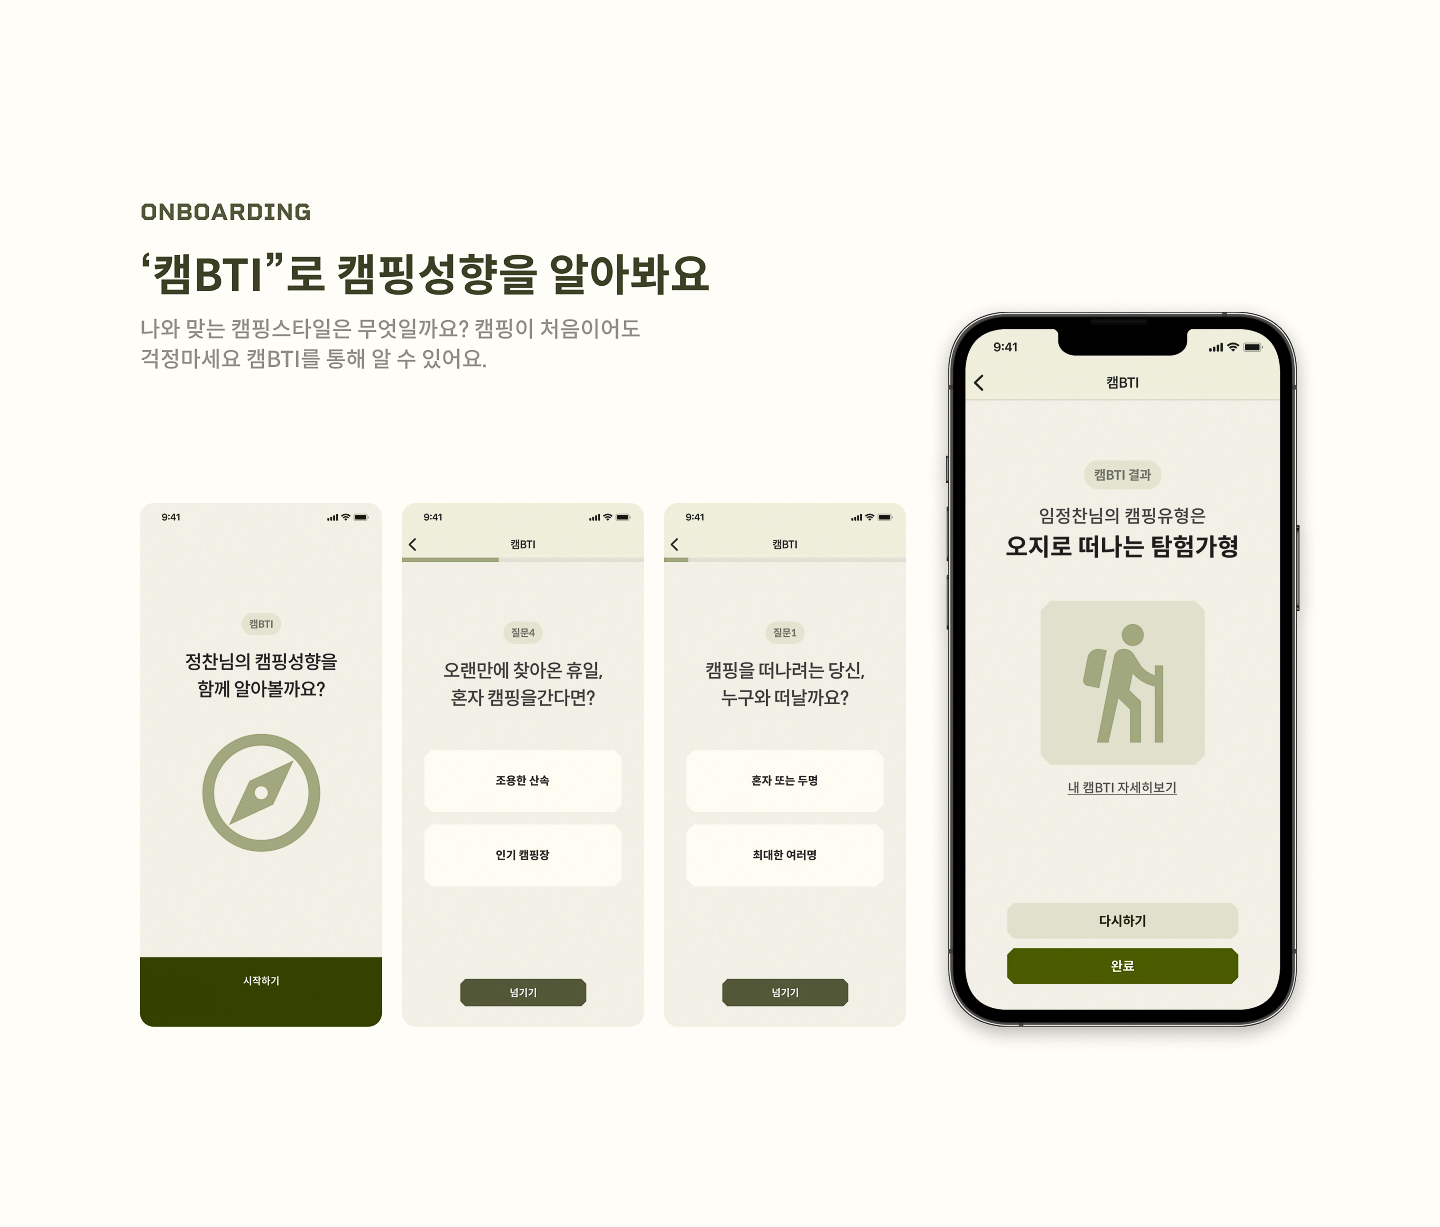 ONBOARDING
‘캠BTI”로 캠핑성향을 알아봐요
나와 맞는 캠핑스타일은 무엇일까요? 캠핑이 처음이어도
걱정마세요 캠BTI를 통해 알 수 있어요.
9:41
캠BTI
정찬님의 캠핑성향을
함께 알아볼까요?
시작하기
9:41
캠BTI
질문4
오랜만에 찾아온 휴일,
혼자 캠핑을간다면?
조용한 산속
인기 캠핑장
넘기기
9:41
캠BTI
질문1
캠핑을 떠나려는 당신,
누구와 떠날까요?
혼자 또는 두명
최대한 여러명
넘기기
9:41
캠BTI
캠BTI 결과
임정찬님의 캠핑유형은
오지로 떠나는 탐험가형
내 캠BTI 자세히보기
다시하기
완료